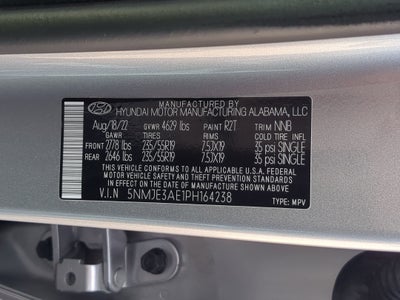 MANUFACTURED BY
HYUNDAI MOTOR MANUFACTURING ALABAMA, LLC
Aug/18/22 GVWR 4629 lbs PAINT R2T TRIM NNB
GAWR TIRES RIMS COLD TIRE INFL
FRONT 2778 lbs 235/55R19 7.5JX19 35 psi SINGLE
REAR 2646 lbs 235/55R19 7.5JX19 35 psi SINGLE
THIS VEHICLE CONFORMS TO ALL APPLICABLE U.S.A. FEDERAL
MOTOR VEHICLE SAFETY, BUMPER, AND THEFT PREVENTION
STANDARDS IN EFFECT ON THE DATE OF MANUFACTURE
SHOWN ABOVE.
V.I.N 5NMJE3AE1PH164238
TYPE: MPV